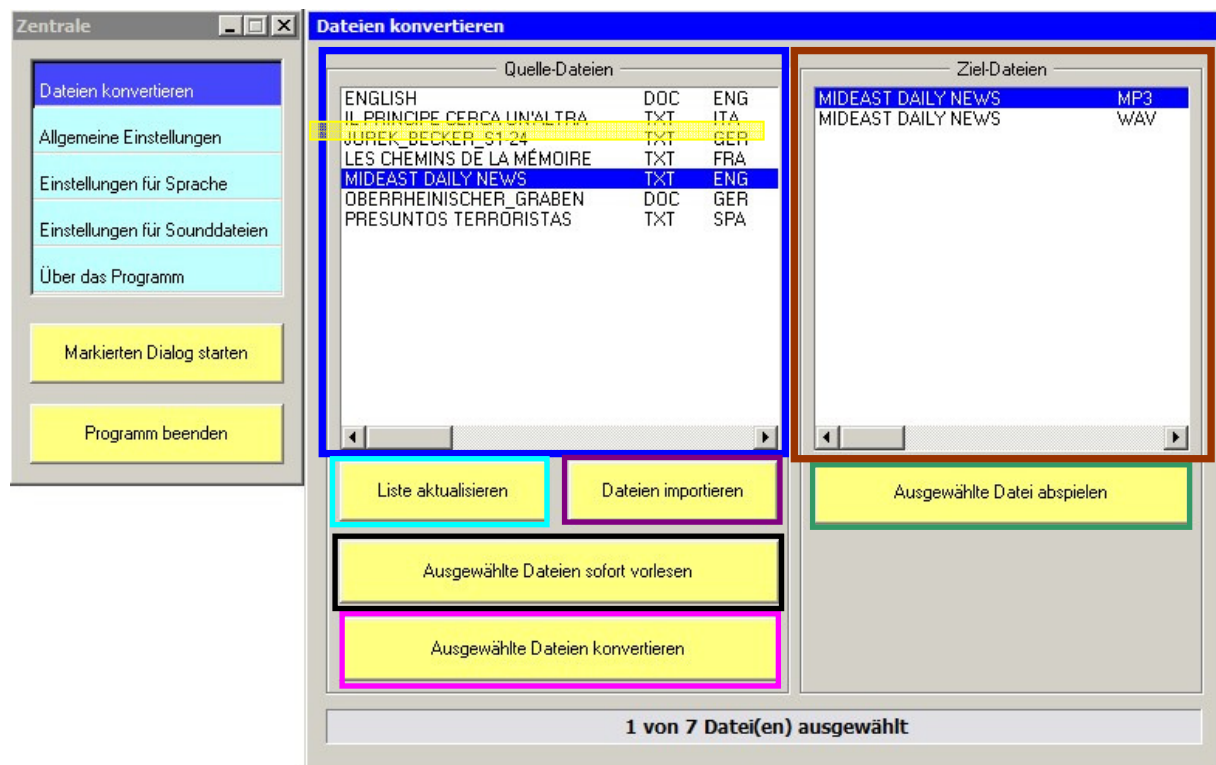 Zentrale
Dateien konvertieren
Allgemeine Einstellungen
Einstellungen für Sprache
Einstellungen für Sounddateien
Über das Programm
Markierten Dialog starten
Programm beenden
Dateien konvertieren
Quelle-Dateien
ENGLISH DOC ENG
IL PRINCIPE CERCA UN'ALTRA TXT ITA
JUREK_BECKER_S1-24 TXT GER
LES CHEMINS DE LA MÉMOIRE TXT FRA
MIDEAST DAILY NEWS TXT ENG
OBERRHEINISCHER_GRABEN DOC GER
PRESUNTOS TERRORISTAS TXT SPA
Liste aktualisieren
Dateien importieren
Ausgewählte Dateien sofort vorlesen
Ausgewählte Dateien konvertieren
Ziel-Dateien
MIDEAST DAILY NEWS MP3
MIDEAST DAILY NEWS WAV
Ausgewählte Datei abspielen
1 von 7 Datei(en) ausgewählt